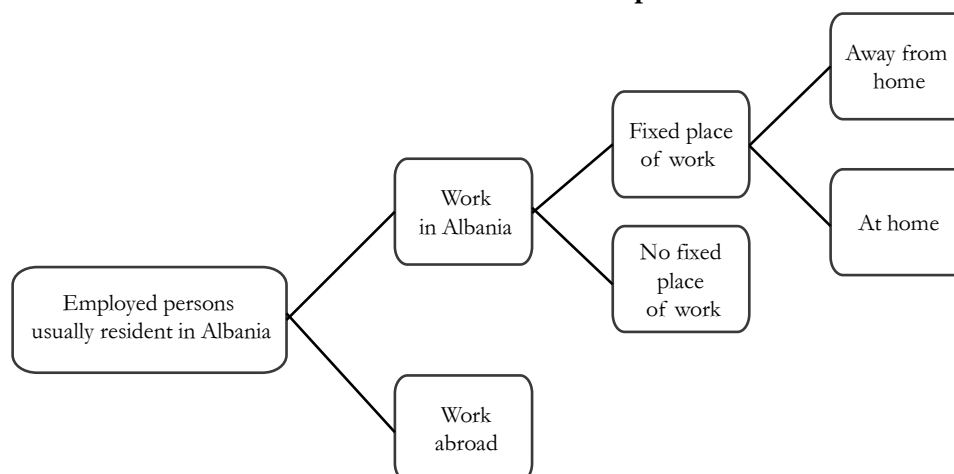 Away from
home
Fixed place
of work
Work
in Albania
At home
No fixed
place
of work
Employed persons
usually resident in Albania
Work
abroad